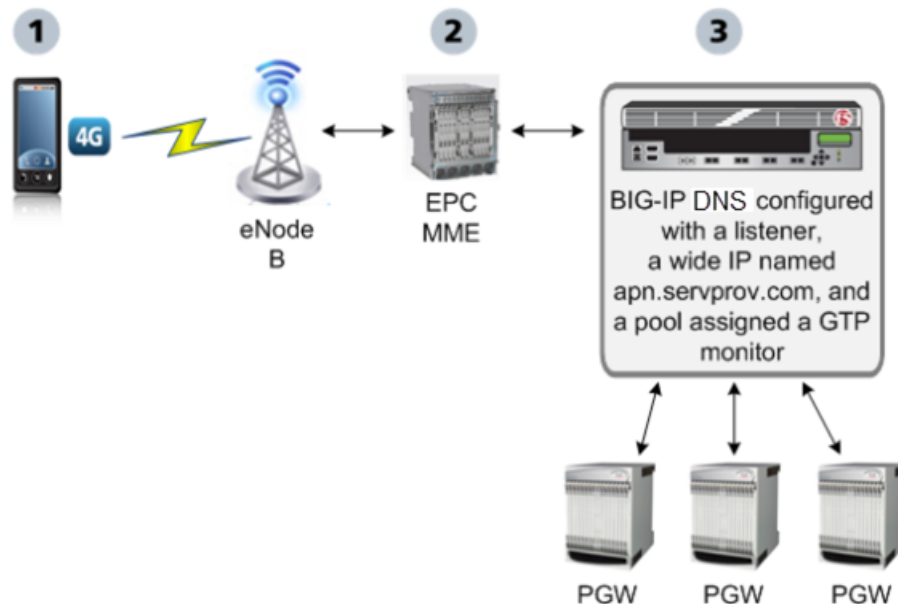 1
2
3
4G
f5
eNode
B
EPC
MME
BIG-IP DNS configured
with a listener,
a wide IP named
apn.servprov.com, and
a pool assigned a GTP
monitor
PGW
PGW
PGW